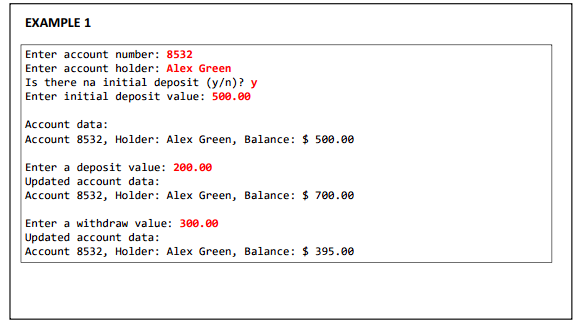 EXAMPLE 1
Enter account number: 8532
Enter account holder: Alex Green
Is there na initial deposit (y/n)? y
Enter initial deposit value: 500.00
Account data:
Account 8532, Holder: Alex Green, Balance: $ 500.00
Enter a deposit value: 200.00
Updated account data:
Account 8532, Holder: Alex Green, Balance: $ 700.00
Enter a withdraw value: 300.00
Updated account data:
Account 8532, Holder: Alex Green, Balance: $ 395.00